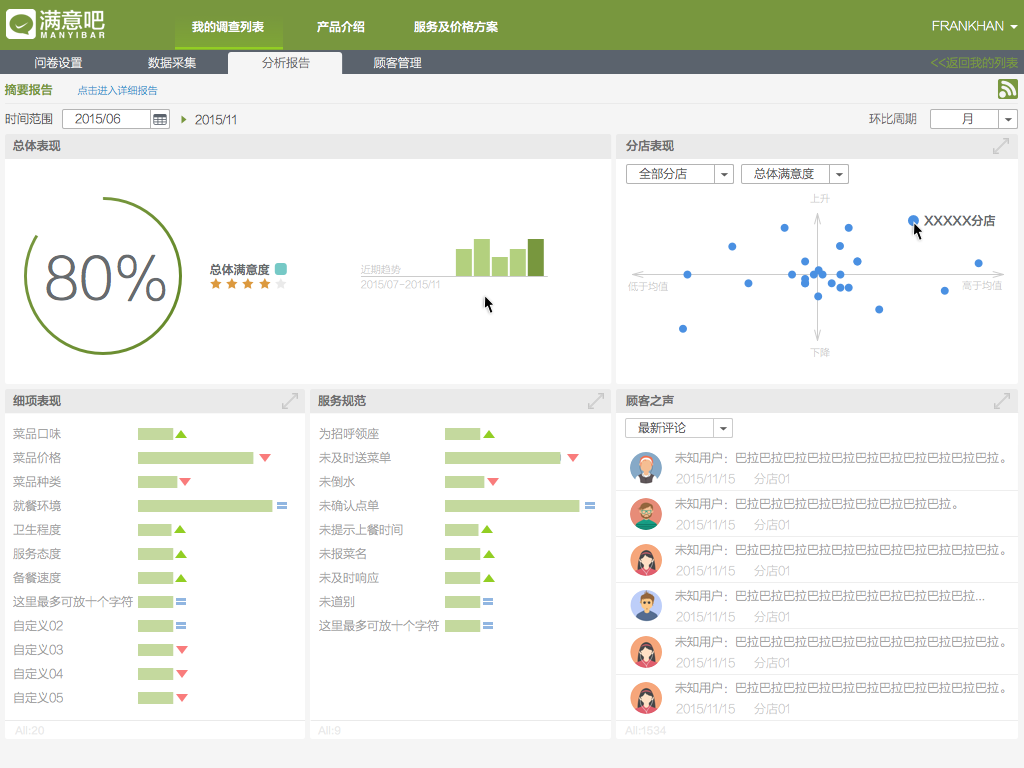 满意吧
MANYIBAR
我的调查列表 产品介绍 服务及价格方案
FRANKHAN
问卷设置 数据采集 分析报告 顾客管理
<<返回我的列表
摘要报告 点击进入详细报告
时间范围 2015/06 2015/11
环比周期 月
总体表现
80%
总体满意度
近期趋势
2015/07~2015/11
分店表现
全部分店 总体满意度
上升
XXXXX分店
低于均值
高于均值
下降
细项表现
菜品口味
菜品价格
菜品种类
就餐环境
卫生程度
服务态度
备餐速度
这里最多可放十个字符
自定义02
自定义03
自定义04
自定义05
All:20
服务规范
为招呼领座
未及时送菜单
未倒水
未确认点单
未提示上餐时间
未报菜名
未及时响应
未道别
这里最多可放十个字符
All:9
顾客之声
最新评论
未知用户：巴拉巴拉巴拉巴拉巴拉巴拉巴拉巴拉巴拉巴拉巴拉。
2015/11/15 分店01
未知用户：巴拉巴拉巴拉巴拉巴拉巴拉巴拉巴拉巴拉。
2015/11/15 分店01
未知用户：巴拉巴拉巴拉巴拉巴拉巴拉巴拉巴拉巴拉巴拉巴拉。
2015/11/15 分店01
未知用户：巴拉巴拉巴拉巴拉巴拉巴拉巴拉巴拉巴拉巴拉...
2015/11/15 分店01
未知用户：巴拉巴拉巴拉巴拉巴拉巴拉巴拉巴拉巴拉巴拉巴拉。
2015/11/15 分店01
未知用户：巴拉巴拉巴拉巴拉巴拉巴拉巴拉巴拉巴拉巴拉巴拉。
2015/11/15 分店01
All:1534